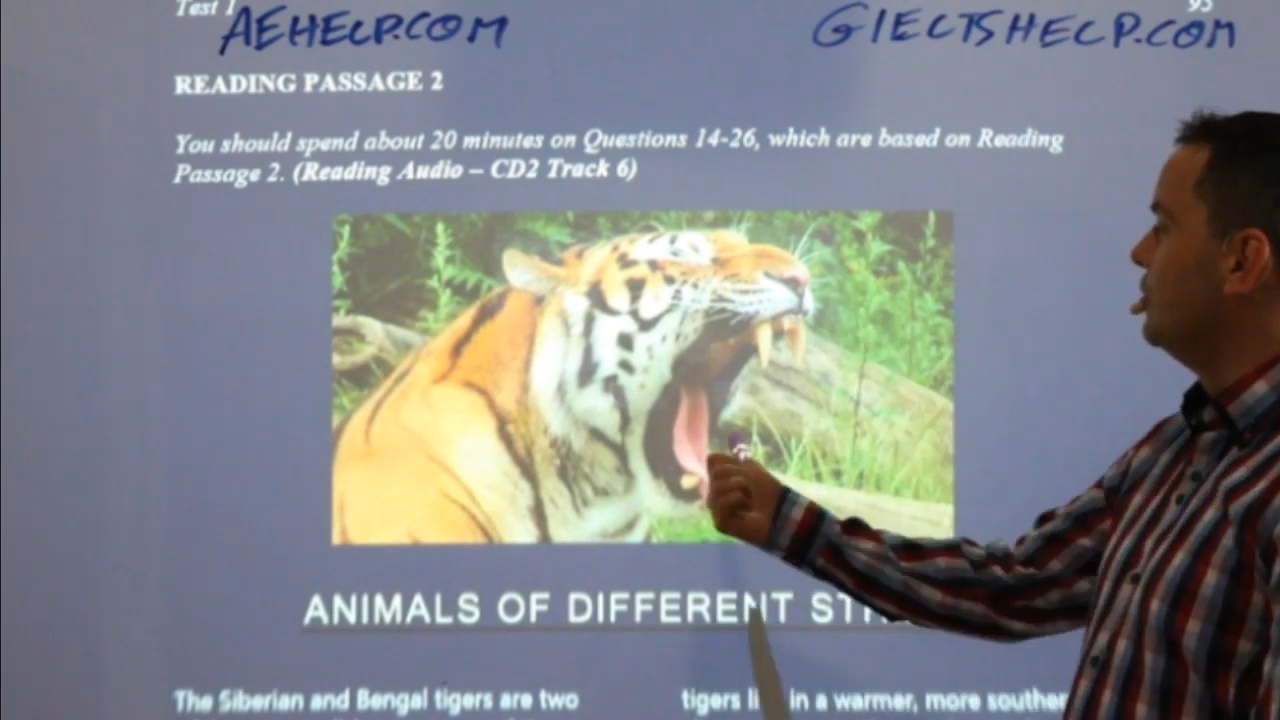 Test 1
95
AEHELP.COM
GIELTSHELP.COM
READING PASSAGE 2
You should spend about 20 minutes on Questions 14-26, which are based on Reading
Passage 2. (Reading Audio – CD2 Track 6)
ANIMALS OF DIFFERENT
The Siberian and Bengal tigers are two
tigers in a warmer, more southern